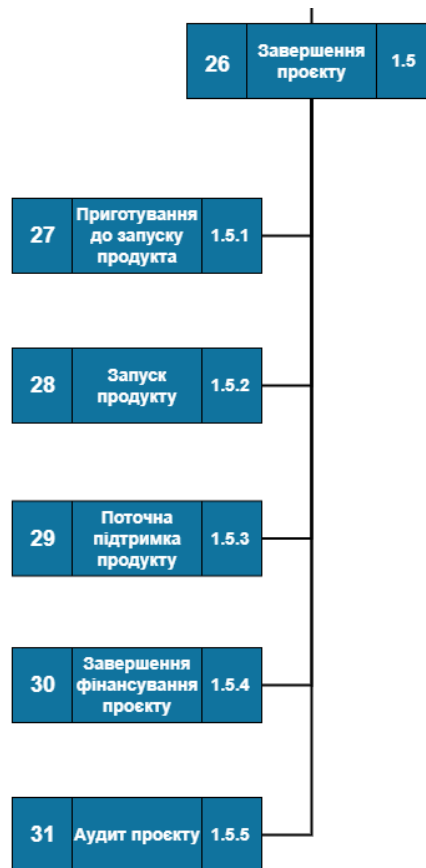 26
Завершення
проєкту
1.5
27
Приготування
до запуску
продукта
1.5.1
28
Запуск
продукту
1.5.2
29
Поточна
підтримка
продукту
1.5.3
30
Завершення
фінансування
проєкту
1.5.4
31
Аудит проєкту
1.5.5